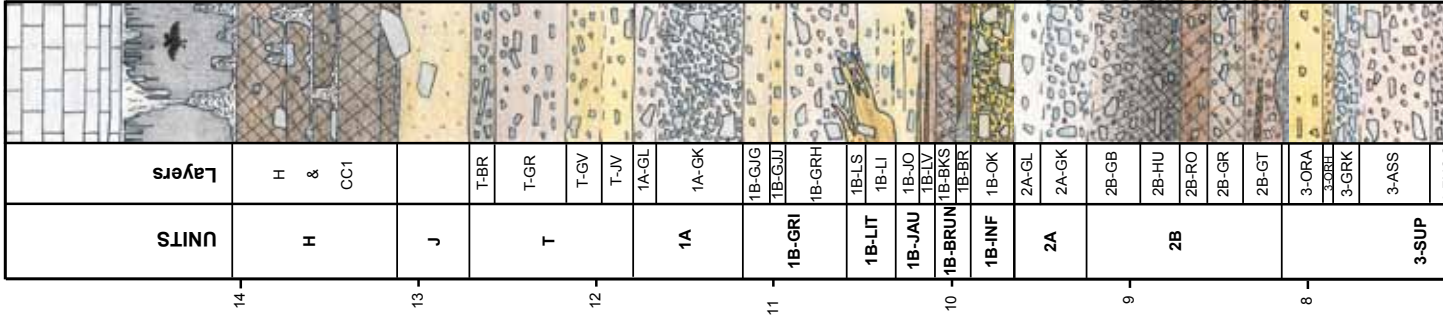 Layers
H
&
CC1
T-BR
T-GR
T-GV
T-JV
1A-GL
1A-GK
1B-GJG
1B-GJJ
1B-GRH
1B-LS
1B-LI
1B-JO
1B-LV
1B-BKS
1B-BR
1B-OK
2A-GL
2A-GK
2B-GB
2B-HU
2B-RO
2B-GR
2B-GT
3-ORA
3-ORH
3-GRK
3-ASS
UNITS
H
J
T
1A
1B-GRI
1B-LIT
1B-JAU
1B-BRUN
1B-INF
2A
2B
3-SUP
14
13
12
11
10
9
8